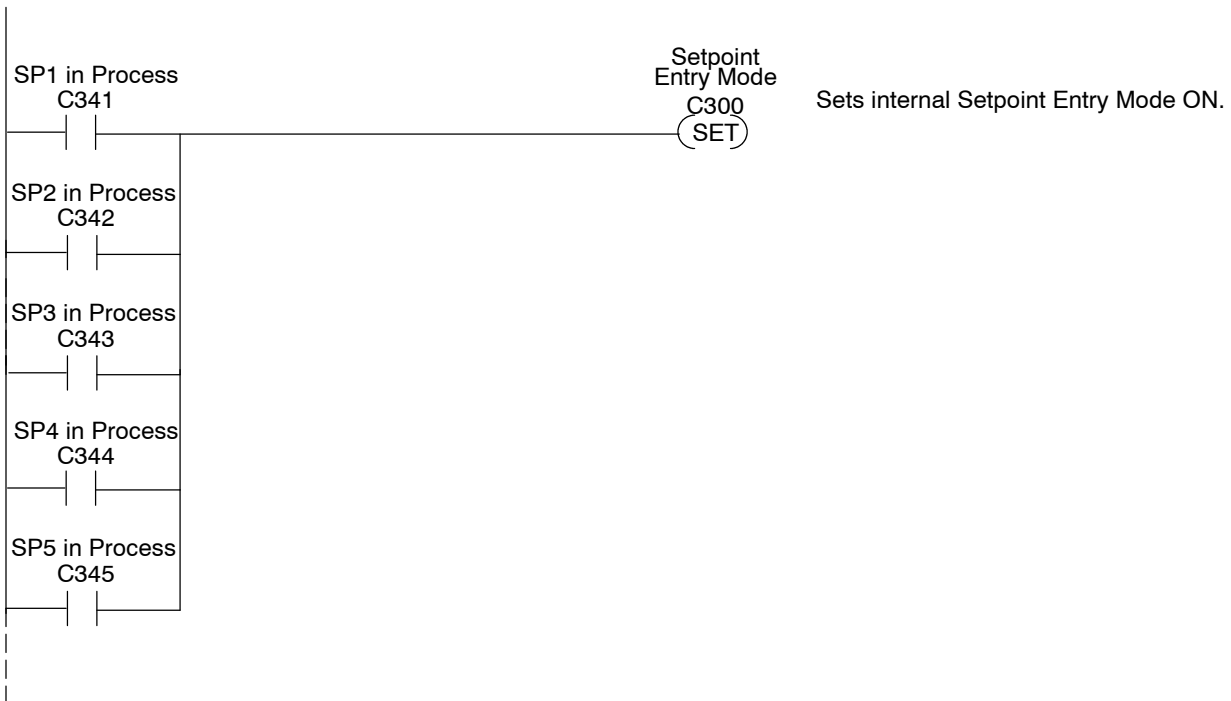 SP1 in Process
C341
Setpoint
Entry Mode
C300
SET
Sets internal Setpoint Entry Mode ON.
SP2 in Process
C342
SP3 in Process
C343
SP4 in Process
C344
SP5 in Process
C345